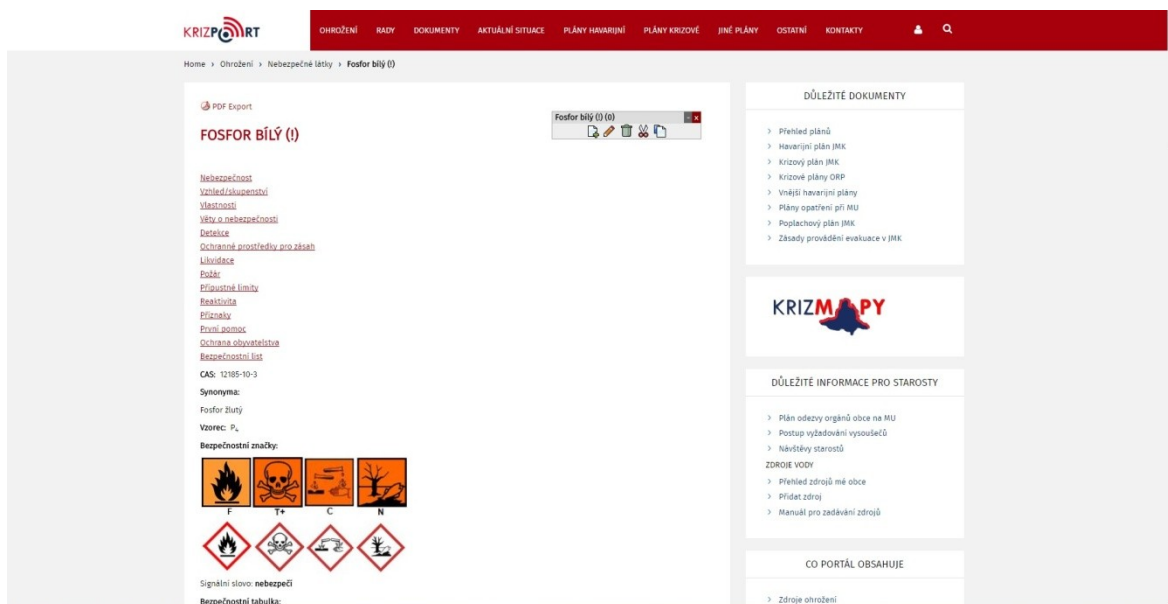 KRIZPORT
OHROŽENÍ RADY DOKUMENTY AKTUÁLNÍ SITUACE PLÁNY HAVARIJNÍ PLÁNY KRIZOVÉ JINÉ PLÁNY OSTATNÍ KONTAKTY
Home › Ohrožení › Nebezpečné látky › Fosfor bílý (!)
PDF Export
Fosfor bílý (!) (0)
FOSFOR BÍLÝ (!)
Nebezpečnost
Vzhled/skupenství
Vlastnosti
Věty o nebezpečnosti
Detekce
Ochranné prostředky pro zásah
Likvidace
Požár
Přípustné limity
Reaktivita
Příznaky
První pomoc
Ochrana obyvatelstva
Bezpečnostní list
CAS: 12185-10-3
Synonyma:
Fosfor žlutý
Vzorec: P₄
Bezpečnostní značky:
F T+ C N
Signální slovo: nebezpečí
Bezpečnostní tabulka:
DŮLEŽITÉ DOKUMENTY
› Přehled plánů
› Havarijní plán JMK
› Krizový plán JMK
› Krizové plány ORP
› Vnější havarijní plány
› Plány opatření při MU
› Poplachový plán JMK
› Zásady provádění evakuace v JMK
KRIZMAPY
DŮLEŽITÉ INFORMACE PRO STAROSTY
› Plán odezvy orgánů obce na MU
› Postup vyžadování vysoušečů
› Návštěvy starostů
ZDROJE VODY
› Přehled zdrojů mé obce
› Přidat zdroj
› Manuál pro zadávání zdrojů
CO PORTÁL OBSAHUJE
› Zdroje ohrožení